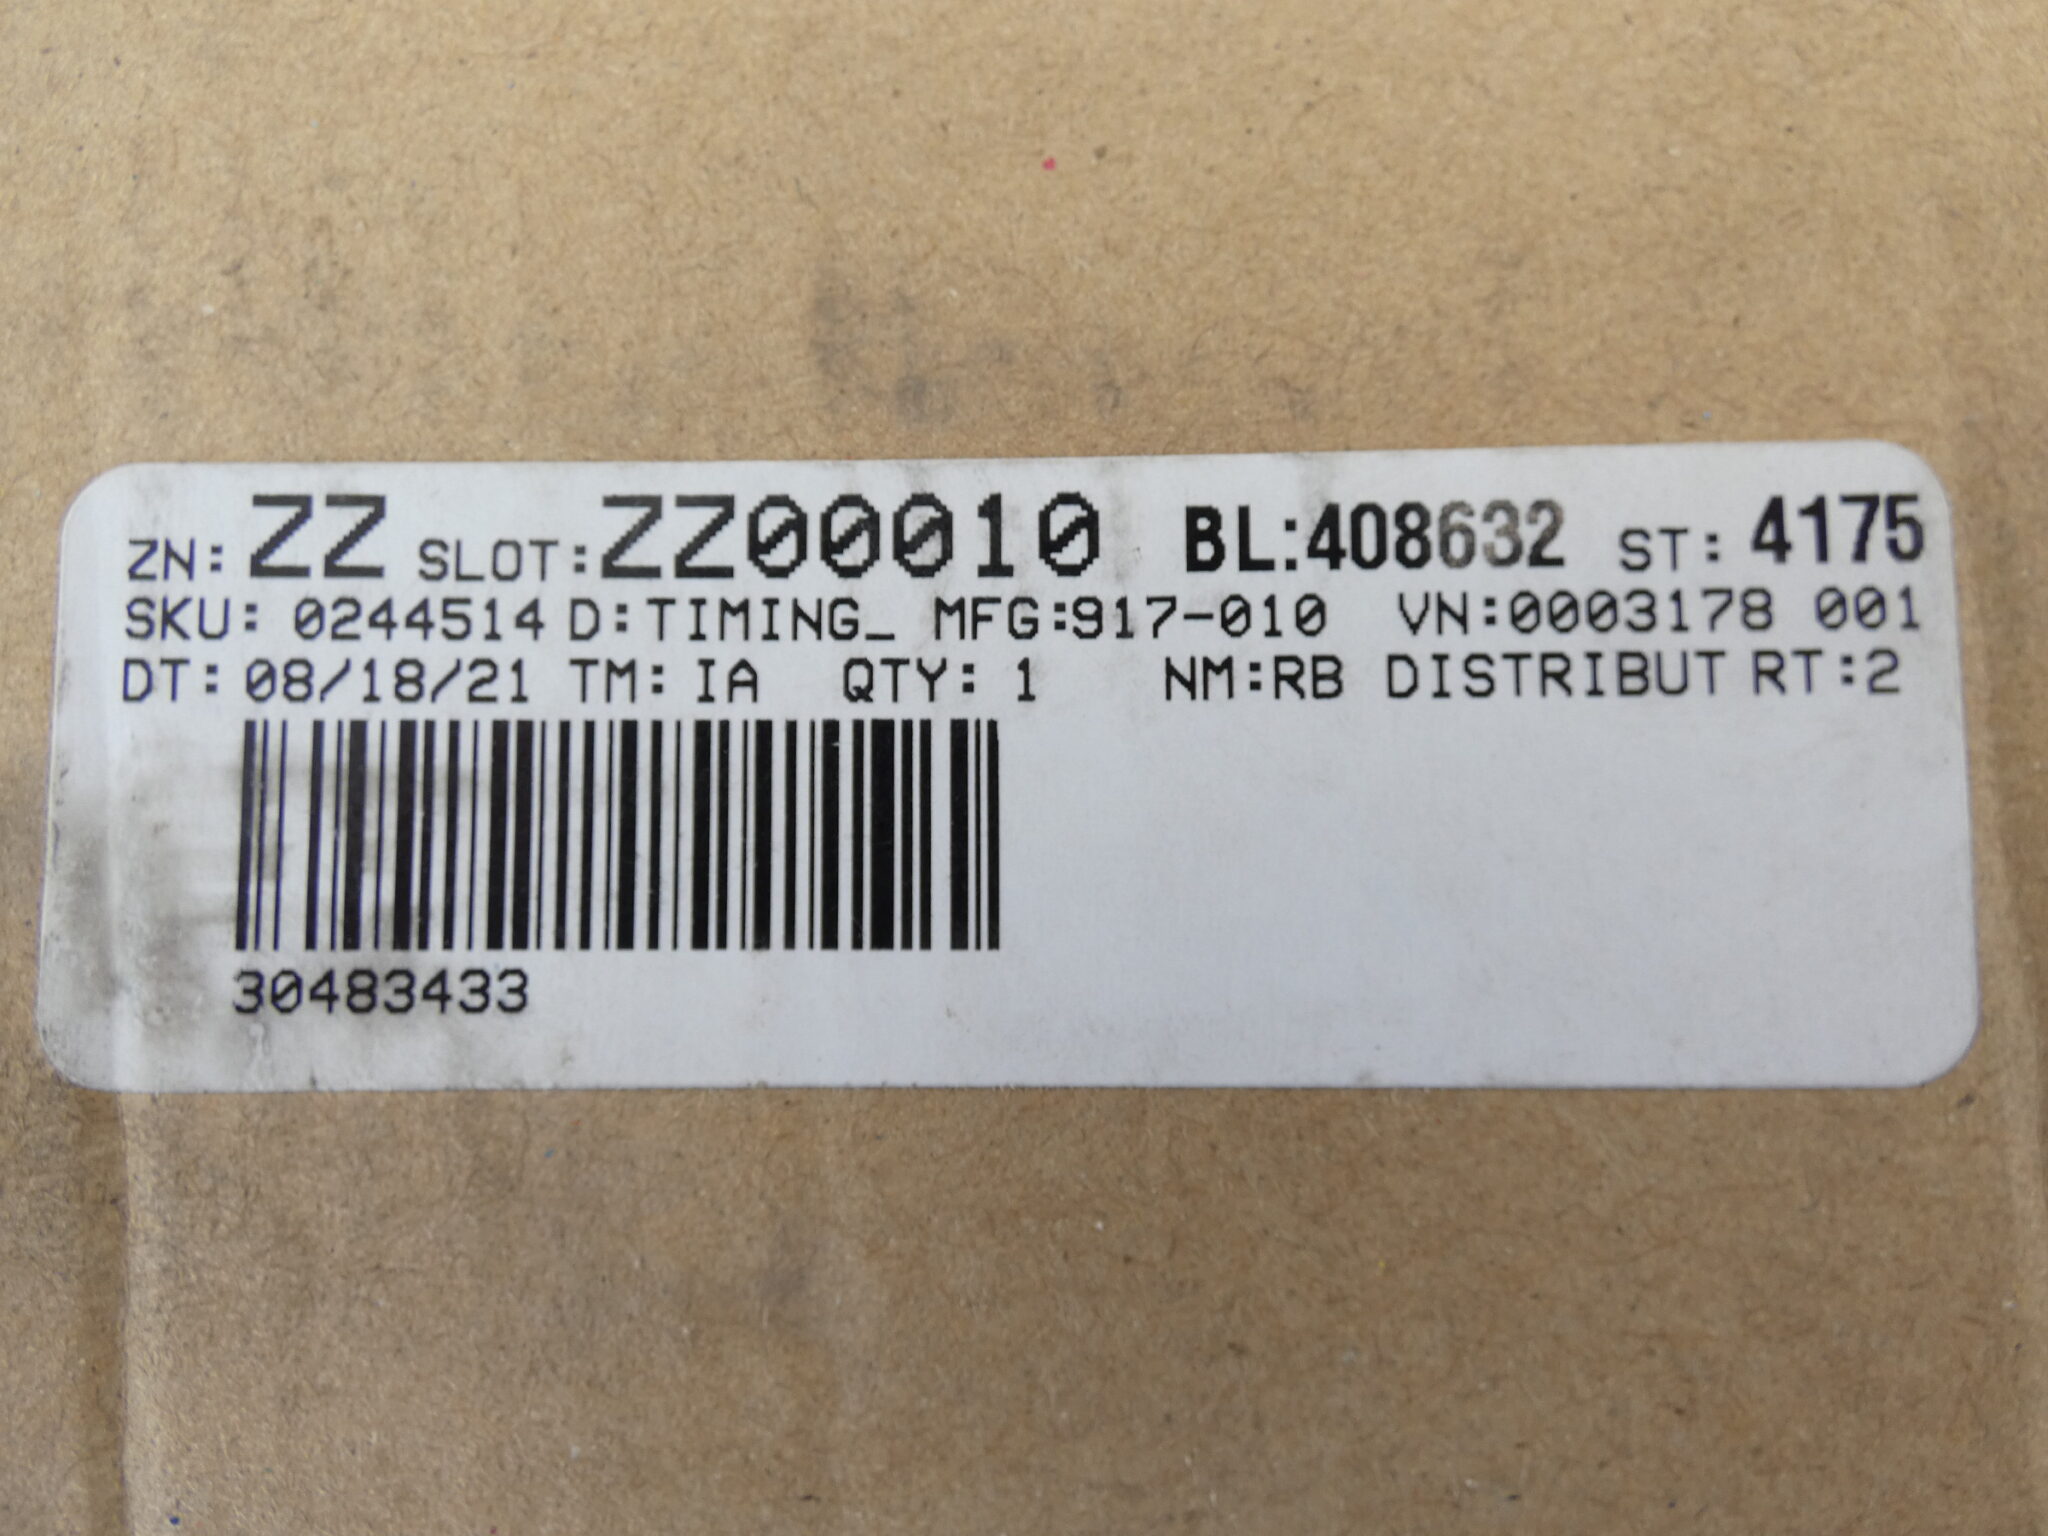 ZN: ZZ SLOT:ZZ00010 BL:408632 ST: 4175
SKU: 0244514 D:TIMING_ MFG:917-010 VN:0003178 001
DT: 08/18/21 TM: IA QTY: 1 NM:RB DISTRIBUT RT:2
30483433